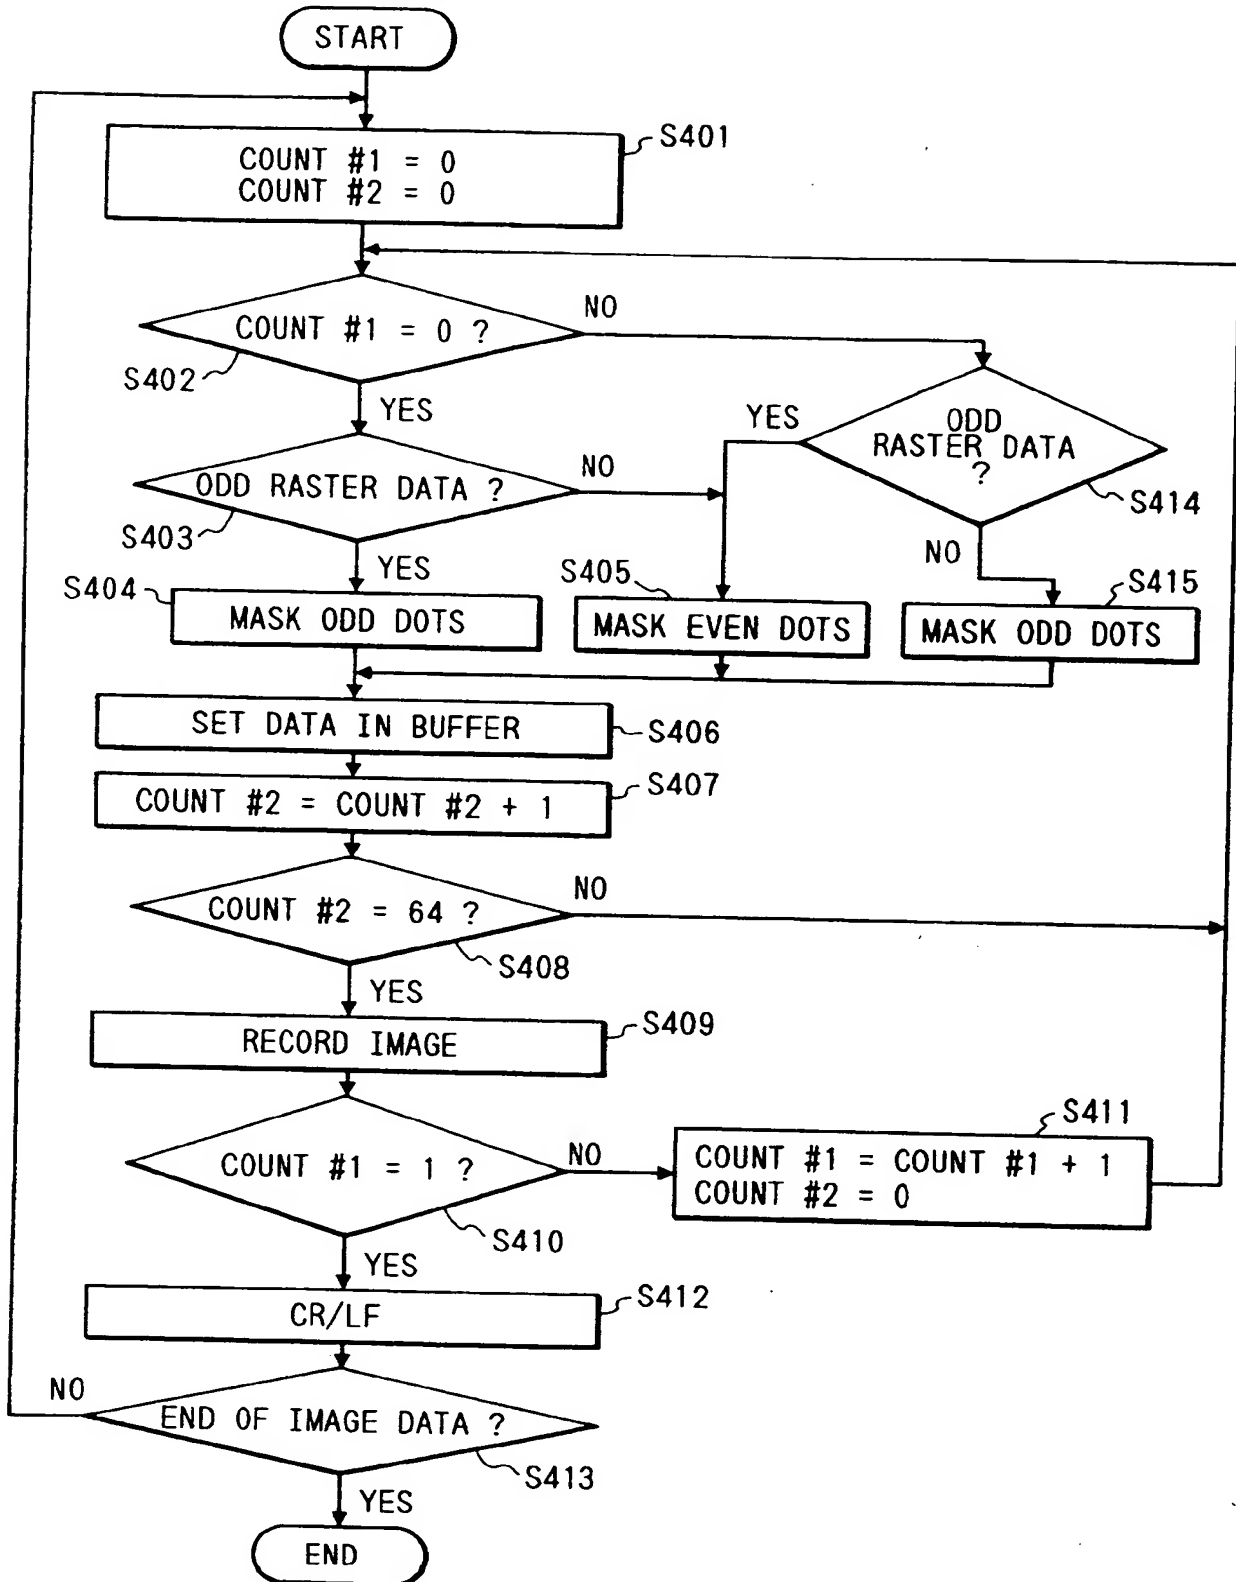 START
S401
COUNT #1 = 0
COUNT #2 = 0
NO
COUNT #1 = 0 ?
S402
YES
YES
ODD
RASTER DATA
?
NO
ODD RASTER DATA ?
S414
S403
YES
NO
S404
S405
S415
MASK ODD DOTS
MASK EVEN DOTS
MASK ODD DOTS
SET DATA IN BUFFER
S406
S407
COUNT #2 = COUNT #2 + 1
NO
COUNT #2 = 64 ?
S408
YES
S409
RECORD IMAGE
S411
COUNT #1 = 1 ?
NO
COUNT #1 = COUNT #1 + 1
COUNT #2 = 0
S410
YES
S412
CR/LF
NO
END OF IMAGE DATA ?
S413
YES
END